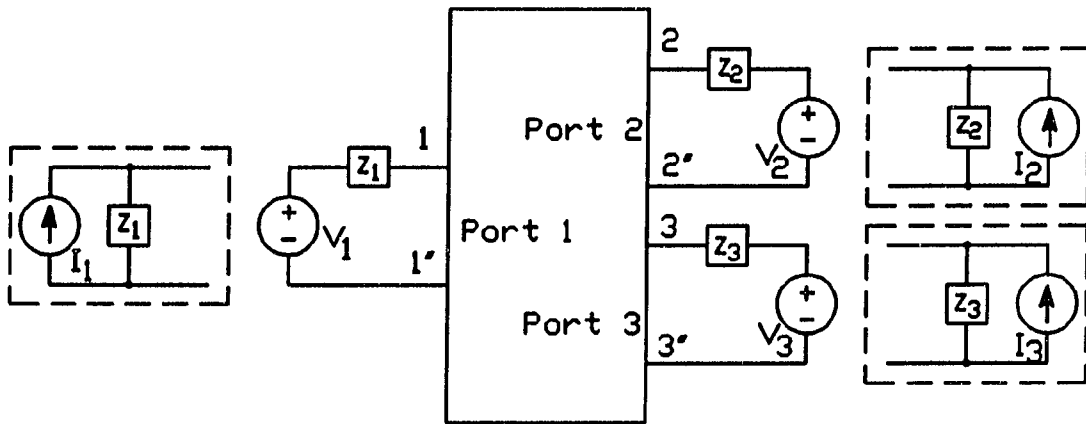 I1
Z1
V1
+
−
Z1
1
1"
Port 1
Port 2
Port 3
2
Z2
+
−
V2
2"
3
Z3
+
−
V3
3"
Z2
I2
Z3
I3